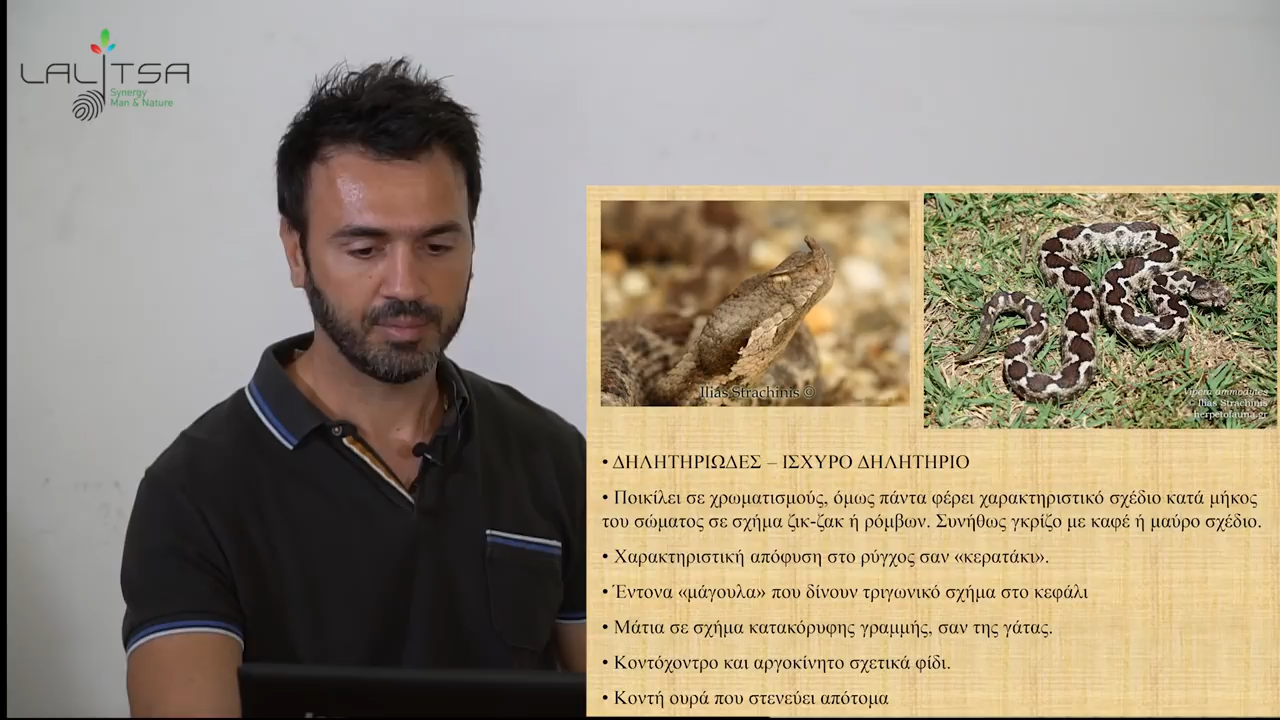 LALITSA
Synergy
Man & Nature
Ilias Strachinis ©
Vipera ammodytes
© Ilias Strachinis
herpetofauna.gr
• ΔΗΛΗΤΗΡΙΩΔΕΣ – ΙΣΧΥΡΟ ΔΗΛΗΤΗΡΙΟ
• Ποικίλει σε χρωματισμούς, όμως πάντα φέρει χαρακτηριστικό σχέδιο κατά μήκος
του σώματος σε σχήμα ζικ-ζακ ή ρόμβων. Συνήθως γκρίζο με καφέ ή μαύρο σχέδιο.
• Χαρακτηριστική απόφυση στο ρύγχος σαν «κερατάκι».
• Έντονα «μάγουλα» που δίνουν τριγωνικό σχήμα στο κεφάλι
• Μάτια σε σχήμα κατακόρυφης γραμμής, σαν της γάτας.
• Κοντόχοντρο και αργοκίνητο σχετικά φίδι.
• Κοντή ουρά που στενεύει απότομα